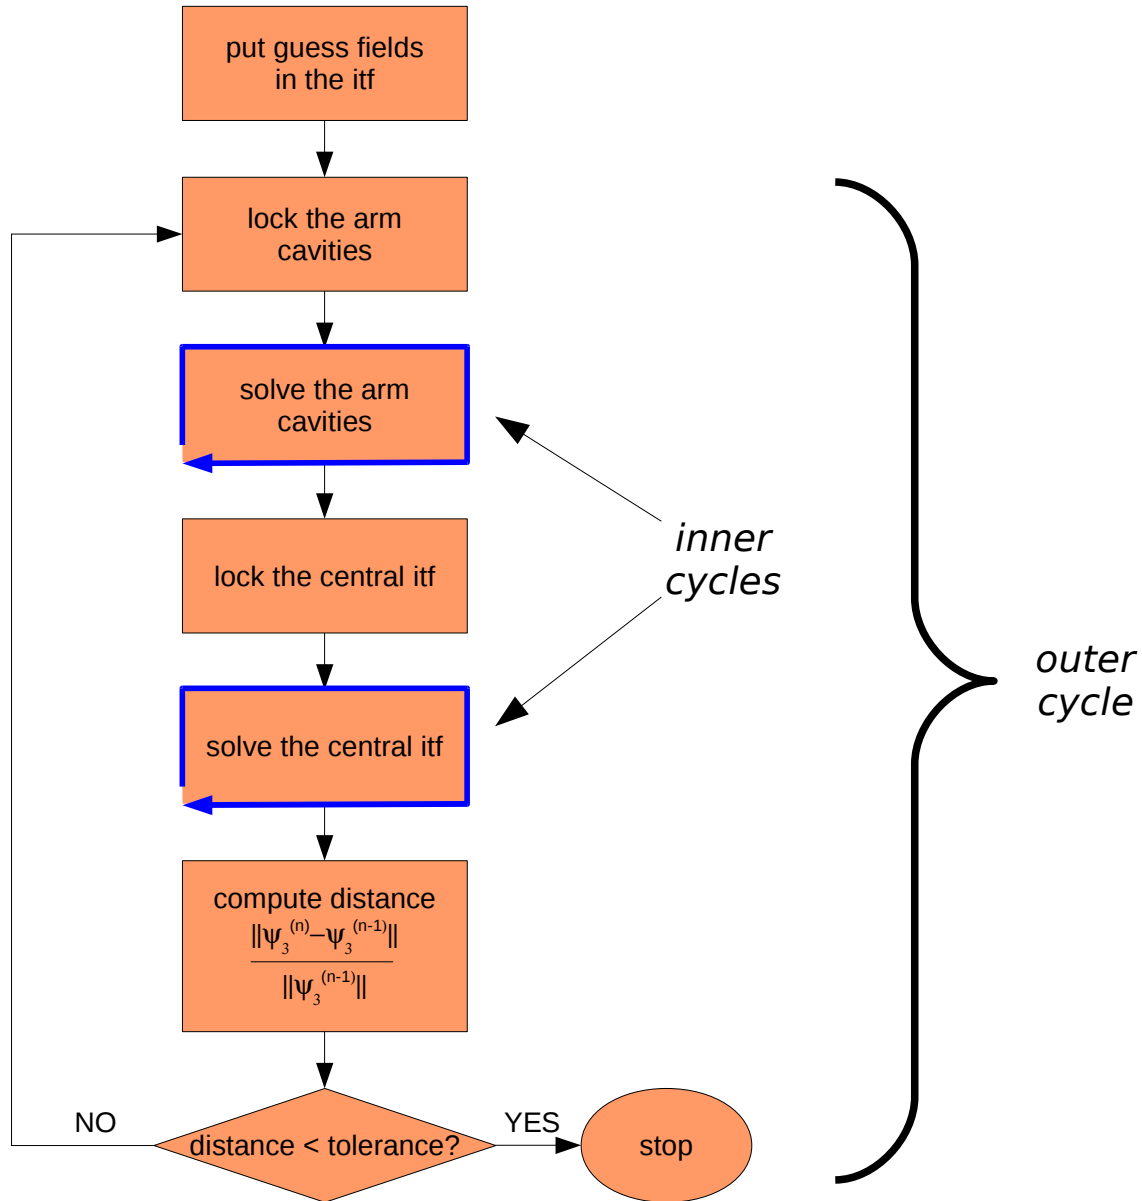 put guess fields
in the itf
lock the arm
cavities
solve the arm
cavities
lock the central itf
inner
cycles
outer
cycle
solve the central itf
compute distance
||ψ₃⁽ⁿ⁾−ψ₃⁽ⁿ⁻¹⁾||
||ψ₃⁽ⁿ⁻¹⁾||
NO
distance < tolerance?
YES
stop